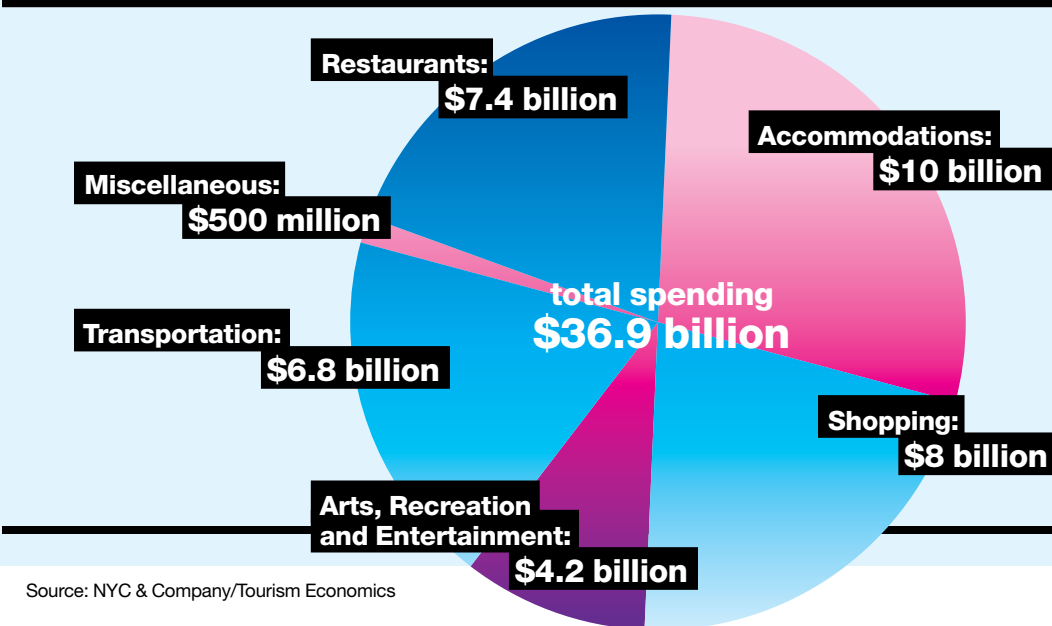 Restaurants:
$7.4 billion
Accommodations:
$10 billion
Miscellaneous:
$500 million
total spending
$36.9 billion
Transportation:
$6.8 billion
Shopping:
$8 billion
Arts, Recreation
and Entertainment:
$4.2 billion
Source: NYC & Company/Tourism Economics